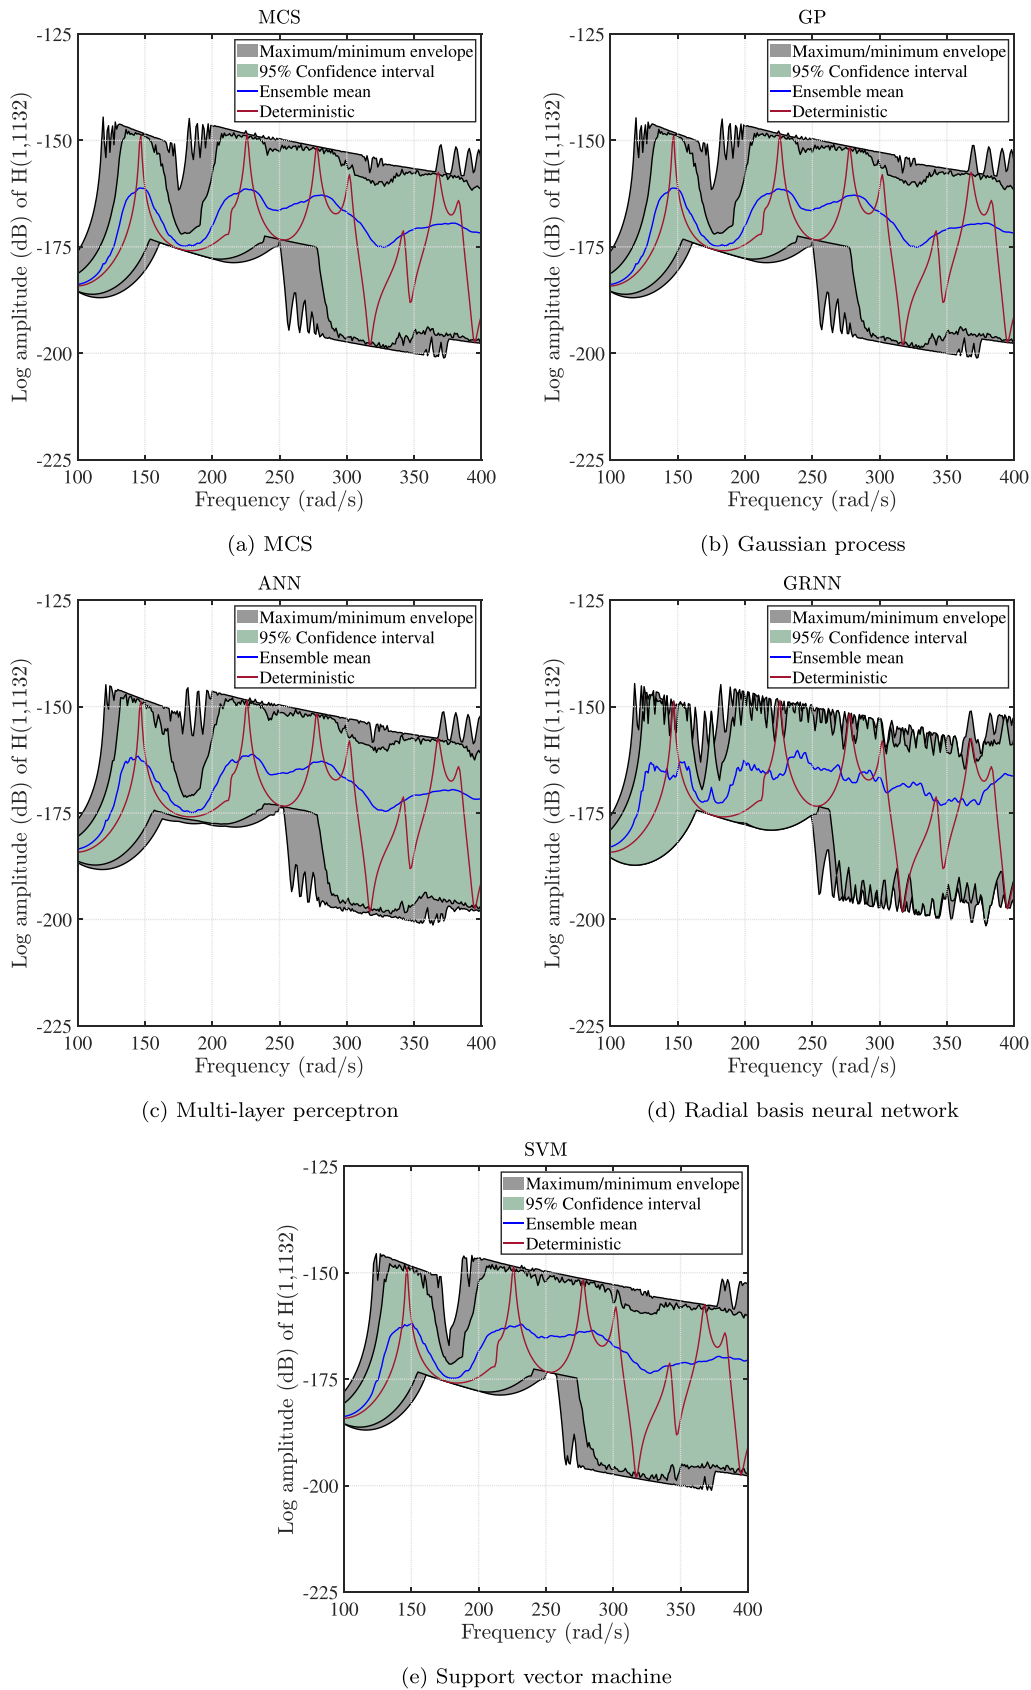 MCS
-125
-150
-175
-200
-225
Log amplitude (dB) of H(1,1132)
Maximum/minimum envelope
95% Confidence interval
Ensemble mean
Deterministic
100 150 200 250 300 350 400
Frequency (rad/s)
(a) MCS
GP
-125
-150
-175
-200
-225
Log amplitude (dB) of H(1,1132)
Maximum/minimum envelope
95% Confidence interval
Ensemble mean
Deterministic
100 150 200 250 300 350 400
Frequency (rad/s)
(b) Gaussian process
ANN
-125
-150
-175
-200
-225
Log amplitude (dB) of H(1,1132)
Maximum/minimum envelope
95% Confidence interval
Ensemble mean
Deterministic
100 150 200 250 300 350 400
Frequency (rad/s)
(c) Multi-layer perceptron
GRNN
-125
-150
-175
-200
-225
Log amplitude (dB) of H(1,1132)
Maximum/minimum envelope
95% Confidence interval
Ensemble mean
Deterministic
100 150 200 250 300 350 400
Frequency (rad/s)
(d) Radial basis neural network
SVM
-125
-150
-175
-200
-225
Log amplitude (dB) of H(1,1132)
Maximum/minimum envelope
95% Confidence interval
Ensemble mean
Deterministic
100 150 200 250 300 350 400
Frequency (rad/s)
(e) Support vector machine